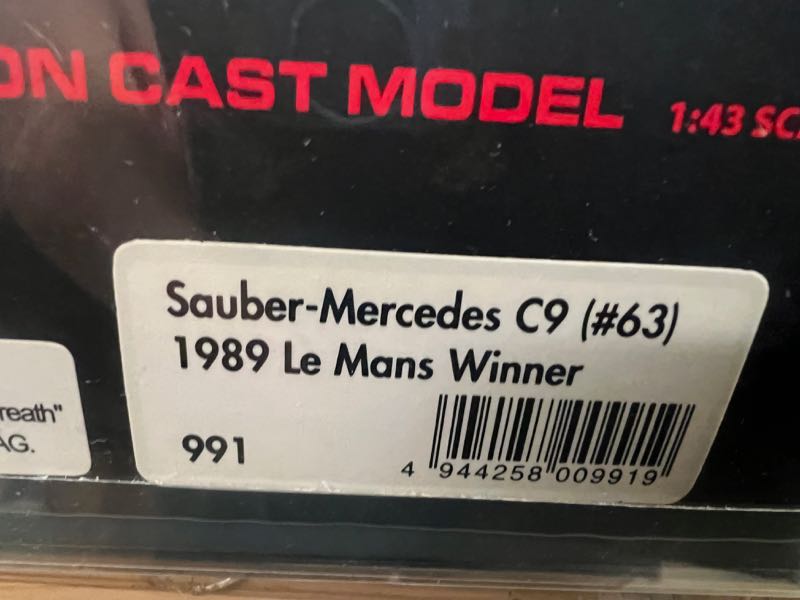 ON CAST MODEL 1:43 SC
Sauber-Mercedes C9 (#63)
1989 Le Mans Winner
reath"
AG.
991
4 944258 009919